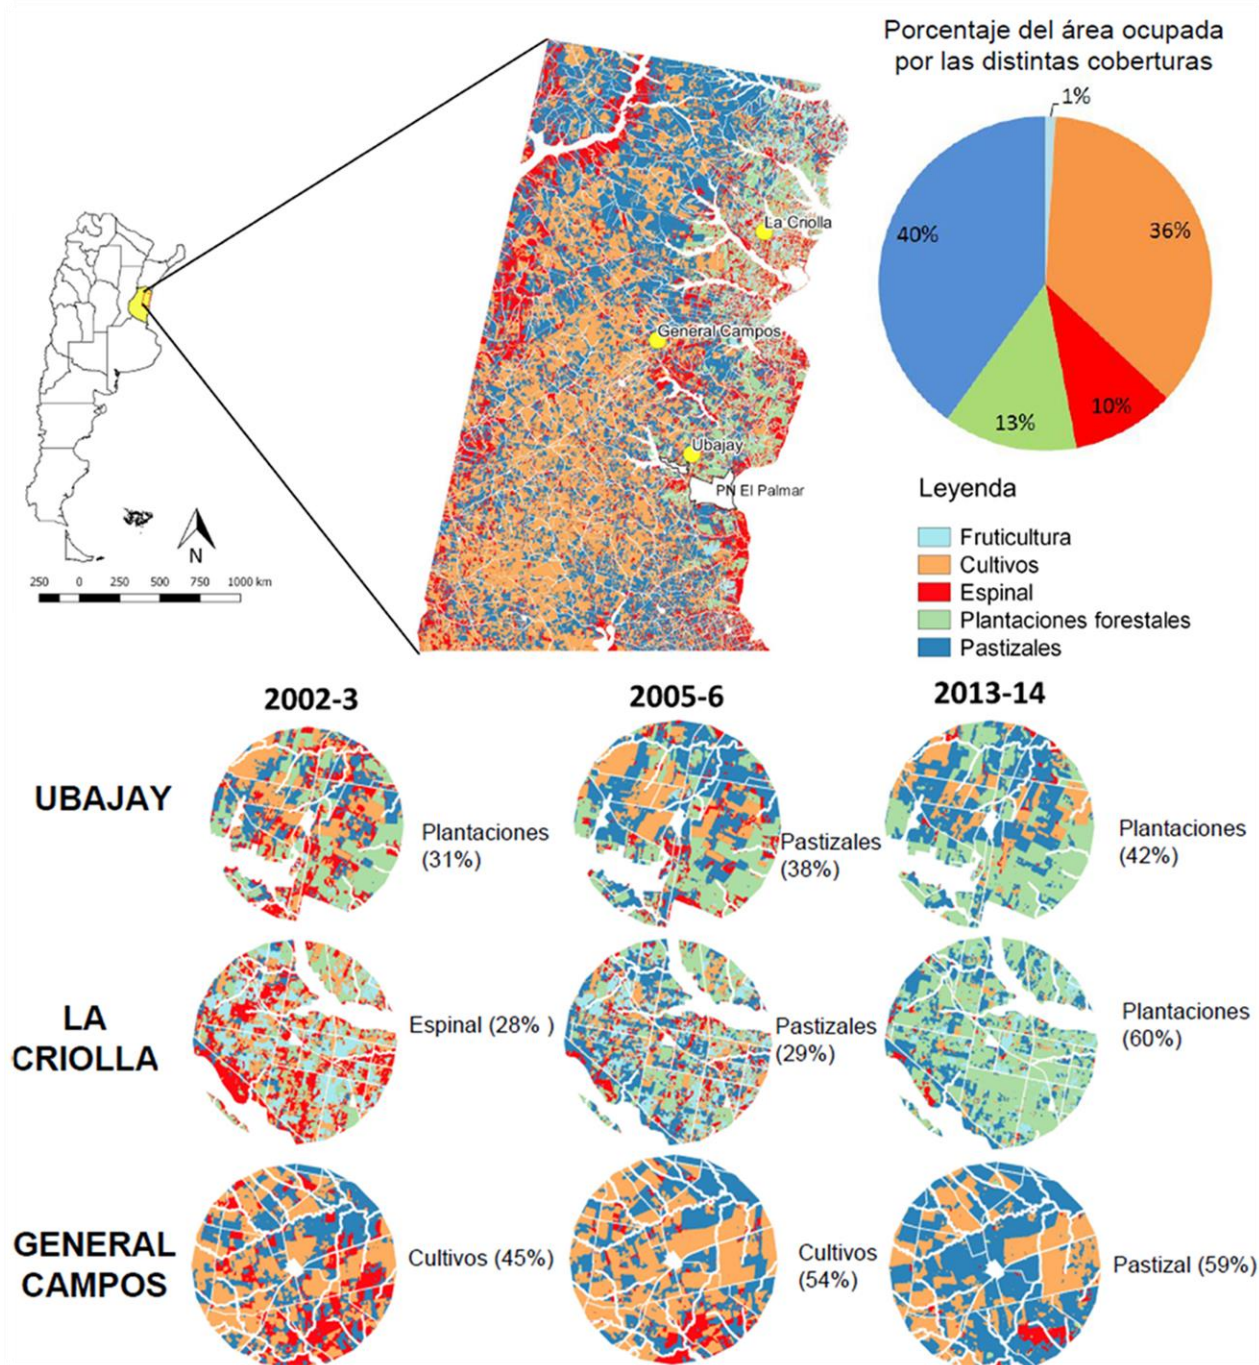 Porcentaje del área ocupada
por las distintas coberturas
1%
36%
10%
13%
40%
La Criolla
General Campos
Ubajay
PN El Palmar
N
250 0 250 500 750 1000 km
Leyenda
Fruticultura
Cultivos
Espinal
Plantaciones forestales
Pastizales
2002-3
2005-6
2013-14
UBAJAY
Plantaciones
(31%)
Pastizales
(38%)
Plantaciones
(42%)
LA
CRIOLLA
Espinal (28% )
Pastizales
(29%)
Plantaciones
(60%)
GENERAL
CAMPOS
Cultivos (45%)
Cultivos
(54%)
Pastizal (59%)